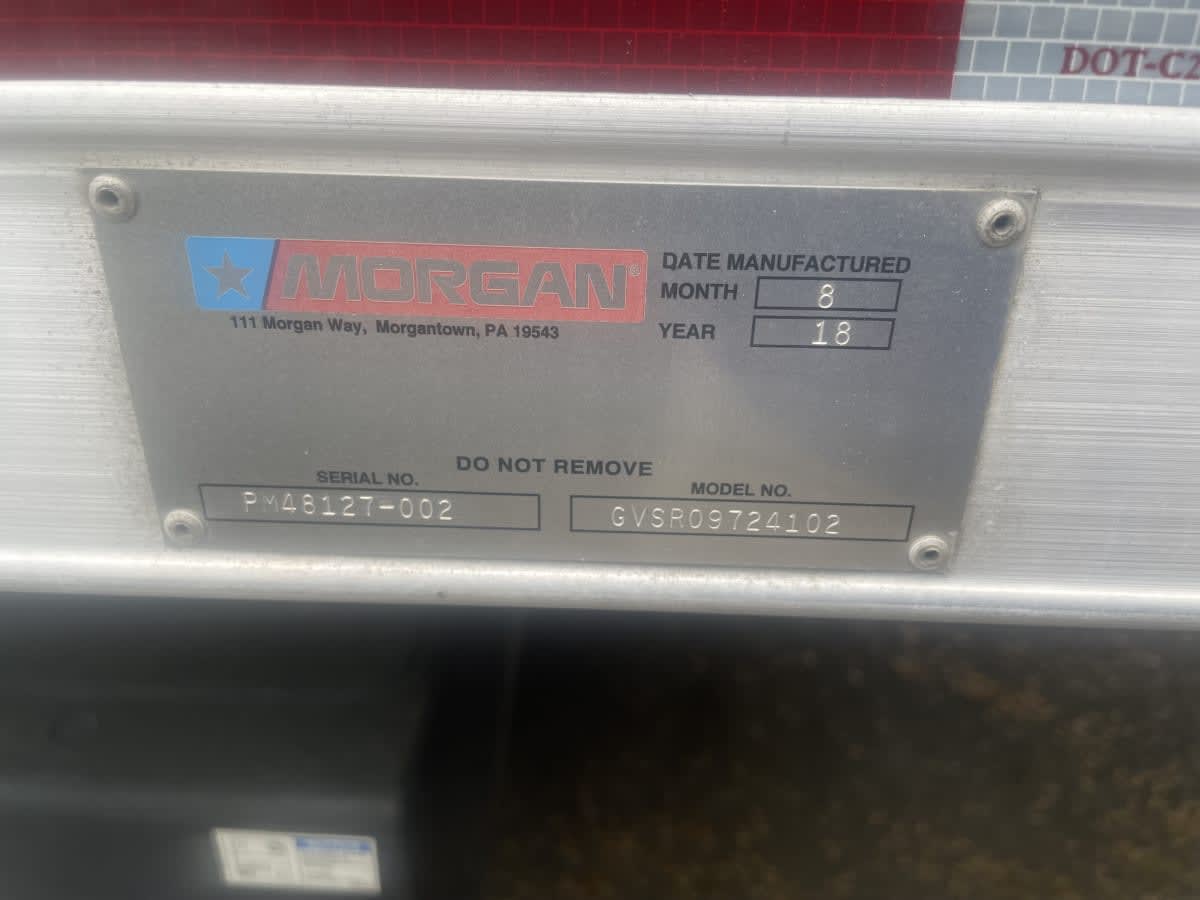 DOT-C2
MORGAN®
111 Morgan Way, Morgantown, PA 19543
DATE MANUFACTURED
MONTH 8
YEAR 18
DO NOT REMOVE
SERIAL NO.
PM48127-002
MODEL NO.
GVSR09724102